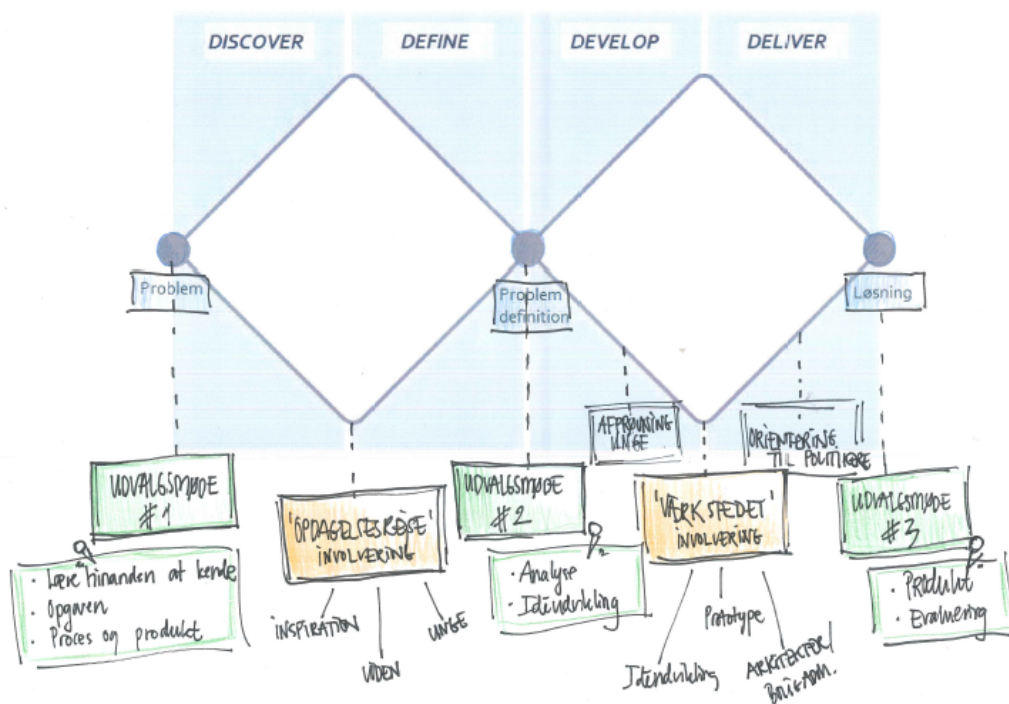 DISCOVER
DEFINE
DEVELOP
DELIVER
Problem
Problem
definition
Løsning
AFPRØVNING
UNGE
ORIENTERING
TIL POLITIKERE
UDVALGSMØDE
#1
• Lære hinanden at kende
• Opgaven
• Proces og produkt
'OPDAGELSESREJSE'
INVOLVERING
INSPIRATION
VIDEN
UNGE
UDVALGSMØDE
#2
• Analyse
• Idéudvikling
'VÆRKSTEDET'
INVOLVERING
Idéudvikling
Prototype
ARKITEKTER/
UDVALGSMØDE
#3
• Produkt
• Evaluering